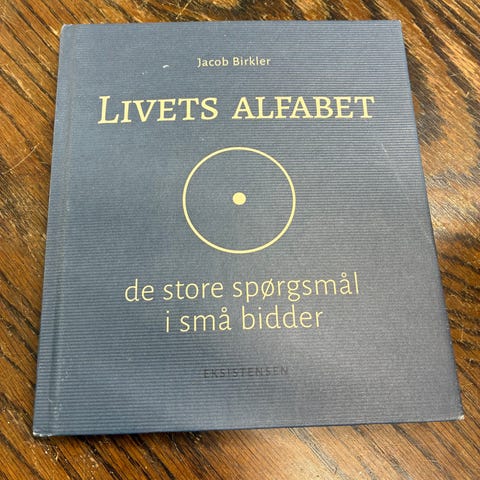 Jacob Birkler
LIVETS ALFABET
de store spørgsmål
i små bidder
EKSISTENSEN